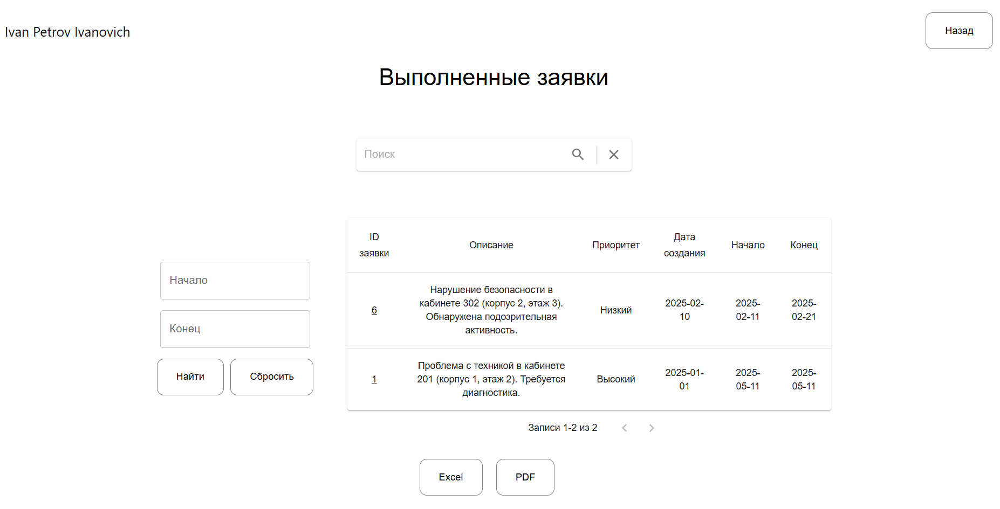 Ivan Petrov Ivanovich
Назад
Выполненные заявки
Поиск
Начало
Конец
Найти
Сбросить
ID
заявки
Описание
Приоритет
Дата
создания
Начало
Конец
6
Нарушение безопасности в
кабинете 302 (корпус 2, этаж 3).
Обнаружена подозрительная
активность.
Низкий
2025-02-
10
2025-
02-11
2025-
02-21
1
Проблема с техникой в кабинете
201 (корпус 1, этаж 2). Требуется
диагностика.
Высокий
2025-01-
01
2025-
05-11
2025-
05-11
Записи 1-2 из 2
Excel
PDF